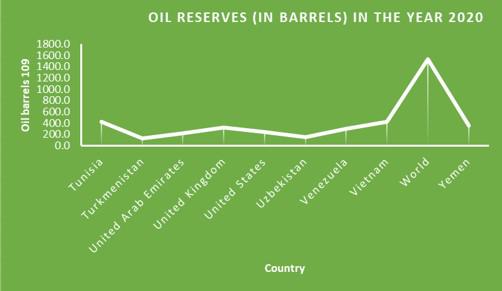 OIL RESERVES (IN BARRELS) IN THE YEAR 2020
Oil barrels 109
1800.0
1600.0
1400.0
1200.0
1000.0
800.0
600.0
400.0
200.0
0.0
Tunisia
Turkmenistan
United Arab Emirates
United Kingdom
United States
Uzbekistan
Venezuela
Vietnam
World
Yemen
Country